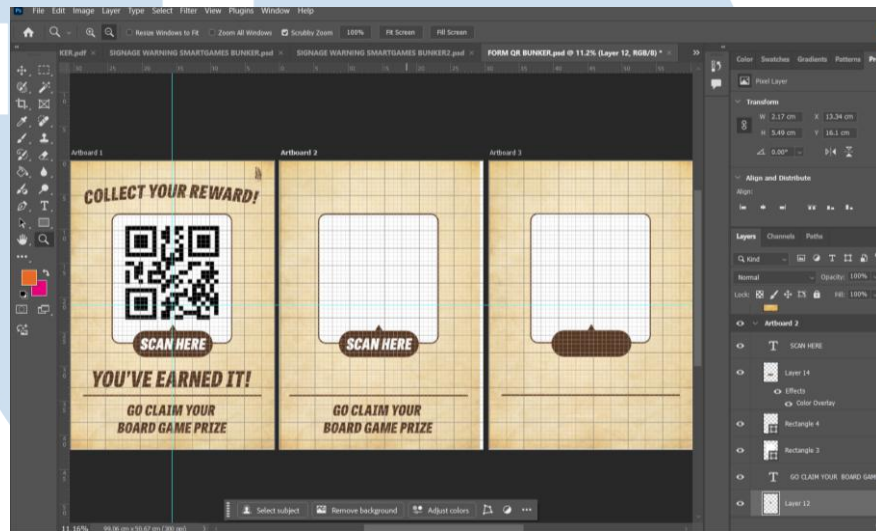 File Edit Image Layer Type Select Filter View Plugins Window Help
Resize Windows to Fit Zoom All Windows Scrubby Zoom 100% Fit Screen Fill Screen
KER.pdf × SIGNAGE WARNING SMARTGAMES BUNKER.psd × SIGNAGE WARNING SMARTGAMES BUNKER2.psd × FORM QR BUNKER.psd @ 11.2% (Layer 12, RGB/8) * ×
Color Swatches Gradients Patterns
Pixel Layer
Transform
W 2.17 cm X 13.34 cm
H 5.49 cm Y 16.1 cm
0.00°
Align and Distribute
Align:
Layers Channels Paths
Kind
Normal Opacity: 100%
Lock: Fill: 100%
Artboard 2
SCAN HERE
Layer 14
Effects
Color Overlay
Rectangle 4
Rectangle 3
GO CLAIM YOUR BOARD GAM
Layer 12
Artboard 1
COLLECT YOUR REWARD!
SCAN HERE
YOU'VE EARNED IT!
GO CLAIM YOUR
BOARD GAME PRIZE
Artboard 2
SCAN HERE
GO CLAIM YOUR
BOARD GAME PRIZE
Artboard 3
Select subject Remove background Adjust colors
11.16%